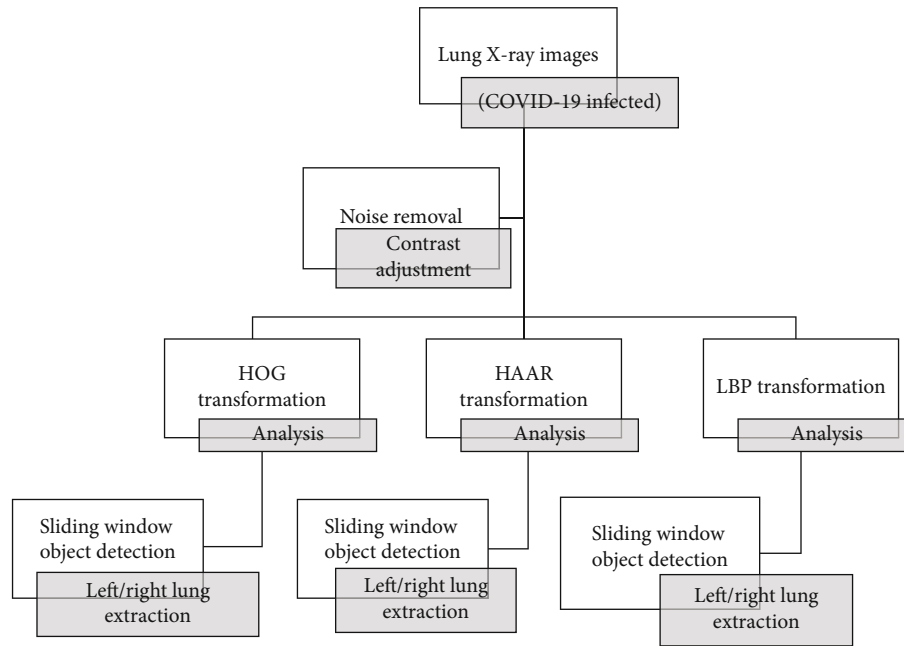 Lung X-ray images
(COVID-19 infected)
Noise removal
Contrast
adjustment
HOG
transformation
Analysis
HAAR
transformation
Analysis
LBP transformation
Analysis
Sliding window
object detection
Left/right lung
extraction
Sliding window
object detection
Left/right lung
extraction
Sliding window
object detection
Left/right lung
extraction